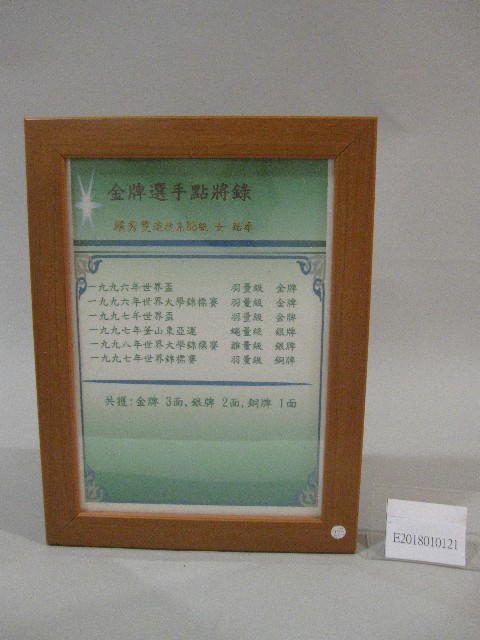 金牌選手點將錄
一九九六年世界盃 羽量級 金牌
一九九六年世界大學錦標賽 羽量級 金牌
一九九七年世界盃 羽量級 金牌
一九九七年釜山東亞運 蠅量級 銀牌
一九九八年世界大學錦標賽 雛量級 銀牌
一九九七年世界錦標賽 羽量級 銅牌
共獲:金牌 3面,銀牌 2面,銅牌 1面
E2018010121